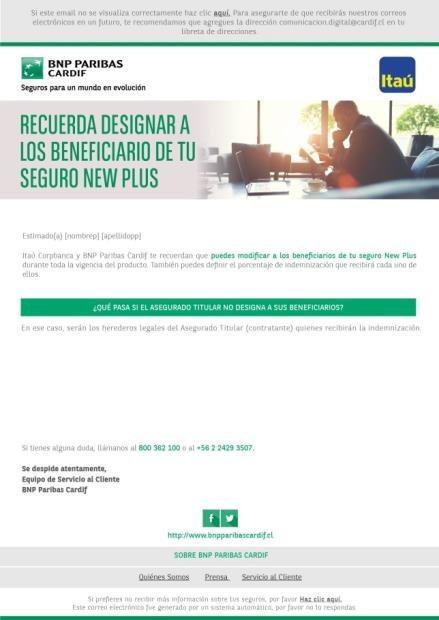 Si este email no se visualiza correctamente haz clic aquí. Para asegurarte de que recibirás nuestros correos
electrónicos en un futuro, te recomendamos que agregues la dirección comunicacion.digital@cardif.cl en tu
libreta de direcciones.
BNP PARIBAS
CARDIF
Seguros para un mundo en evolución
Itaú
RECUERDA DESIGNAR A
LOS BENEFICIARIO DE TU
SEGURO NEW PLUS
Estimado(a) [nombrep] [apellidopp]
Itaú Corpbanca y BNP Paribas Cardif te recuerdan que puedes modificar a los beneficiarios de tu seguro New Plus
durante toda la vigencia del producto. También puedes definir el porcentaje de indemnización que recibirá cada uno de
ellos.
¿QUÉ PASA SI EL ASEGURADO TITULAR NO DESIGNA A SUS BENEFICIARIOS?
En ese caso, serán los herederos legales del Asegurado Titular (contratante) quienes recibirán la indemnización.
Si tienes alguna duda, llámanos al 800 362 100 o al +56 2 2429 3507.
Se despide atentamente,
Equipo de Servicio al Cliente
BNP Paribas Cardif
http://www.bnpparibascardif.cl
SOBRE BNP PARIBAS CARDIF
Quiénes Somos Prensa Servicio al Cliente
Si prefieres no recibir más información sobre tus seguros, por favor Haz clic aquí.
Este correo electrónico fue generado por un sistema automático, por favor no lo respondas